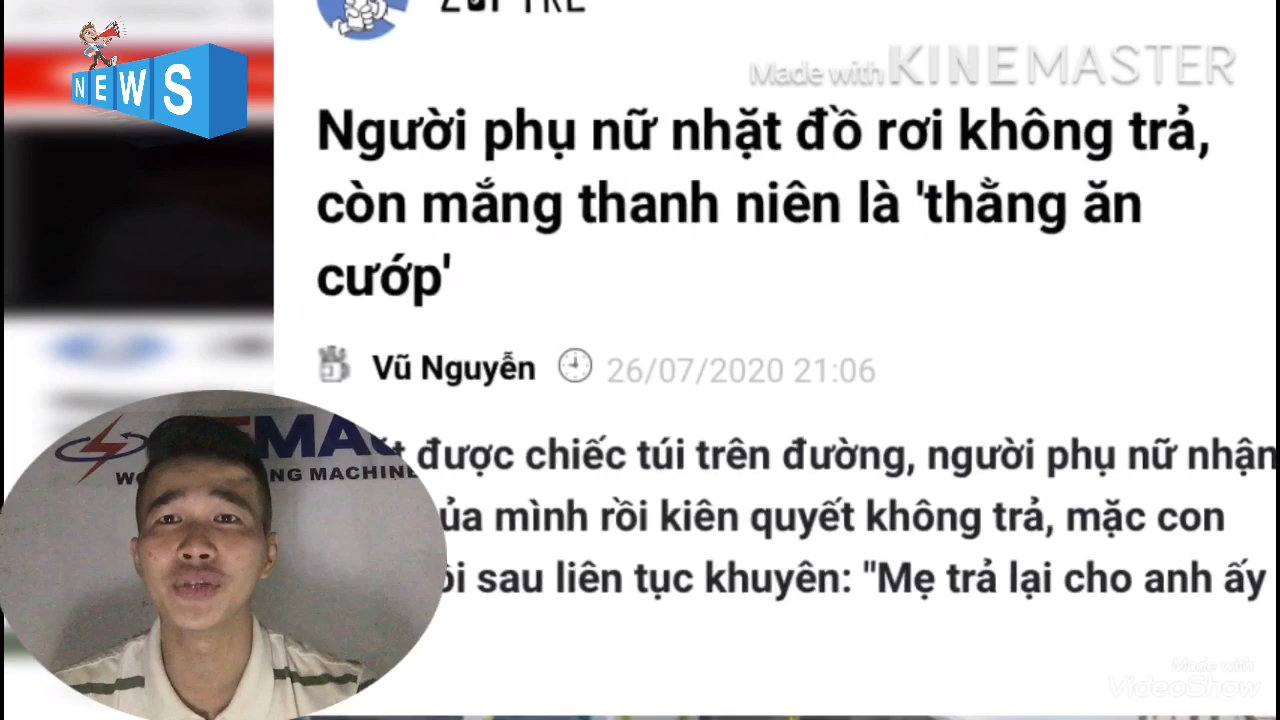 NEWS
Made with KINEMASTER
Người phụ nữ nhặt đồ rơi không trả,
còn mắng thanh niên là 'thằng ăn
cướp'
Vũ Nguyễn 26/07/2020 21:06
được chiếc túi trên đường, người phụ nữ nhận
của mình rồi kiên quyết không trả, mặc con
sau liên tục khuyên: "Mẹ trả lại cho anh ấy
MACHINE
Made with
VideoShow